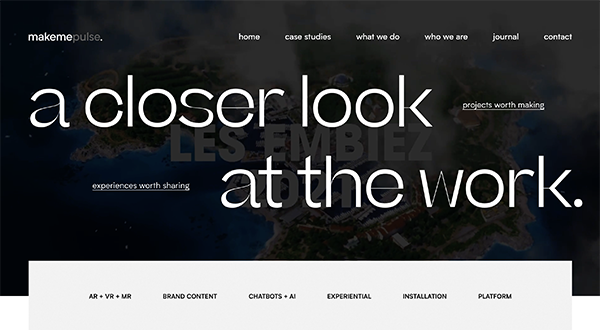 makemepulse.
home case studies what we do who we are journal contact
a closer look
projects worth making
LES EMBIEZ
experiences worth sharing
at the work.
AR + VR + MR BRAND CONTENT CHATBOTS + AI EXPERIENTIAL INSTALLATION PLATFORM